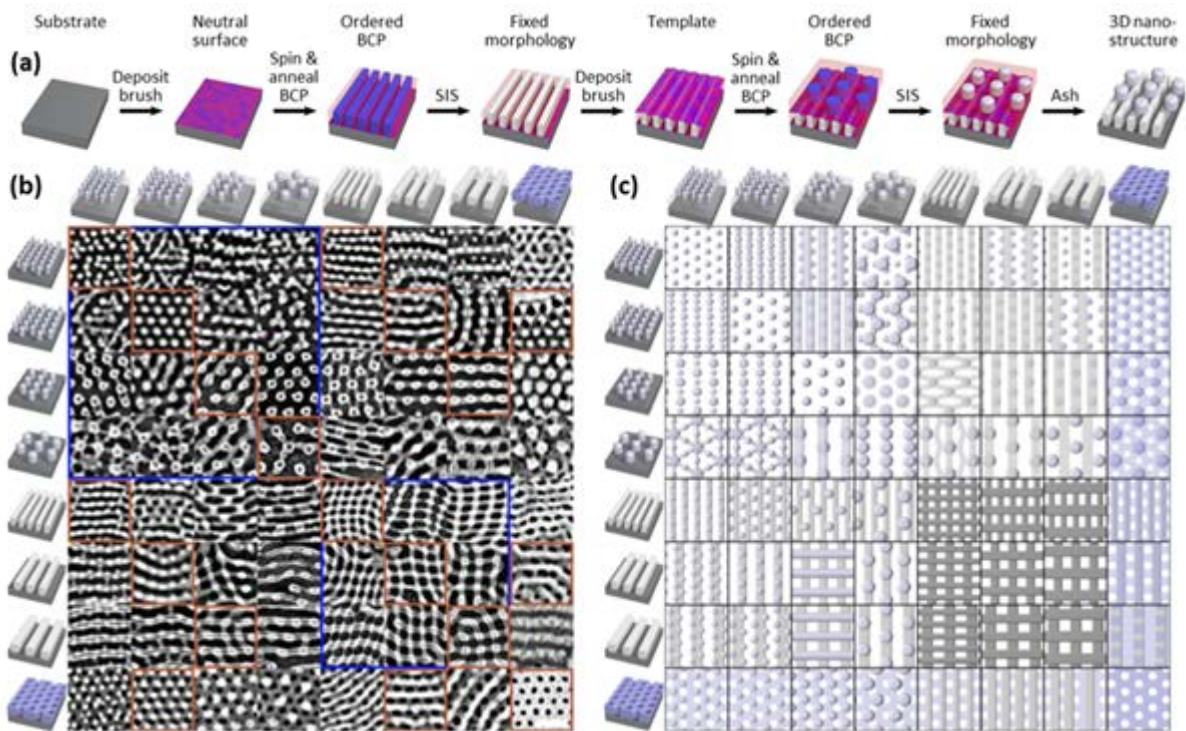 Substrate
Neutral
surface
Ordered
BCP
Fixed
morphology
Template
Ordered
BCP
Fixed
morphology
3D nano-
structure
(a)
Deposit
brush
Spin &
anneal
BCP
SIS
Deposit
brush
Spin &
anneal
BCP
SIS
Ash
(b)
(c)